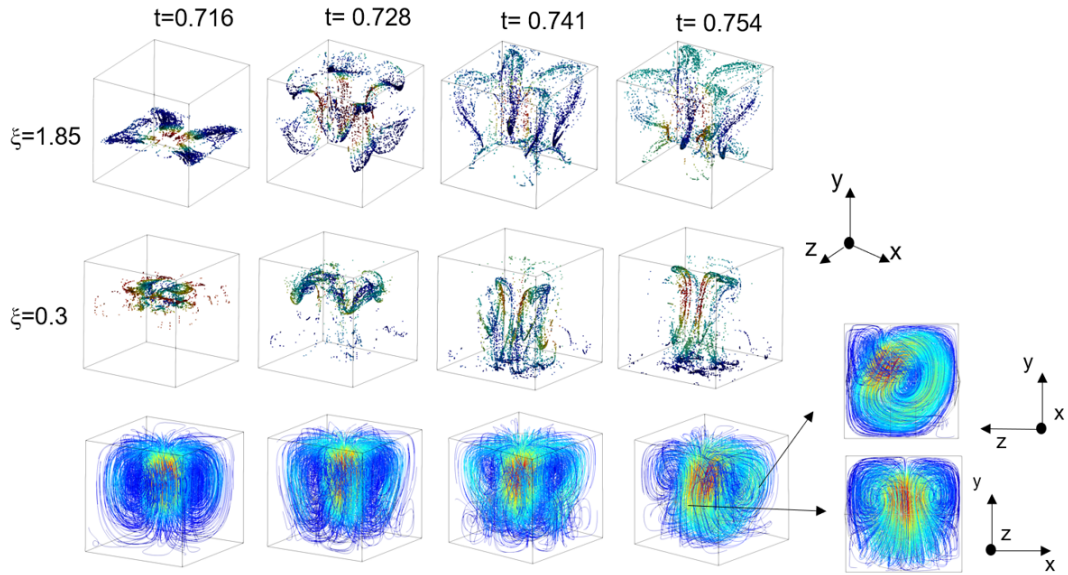 t=0.716 t= 0.728 t= 0.741 t= 0.754
ξ=1.85
y
z x
ξ=0.3
x
z
y
z
x